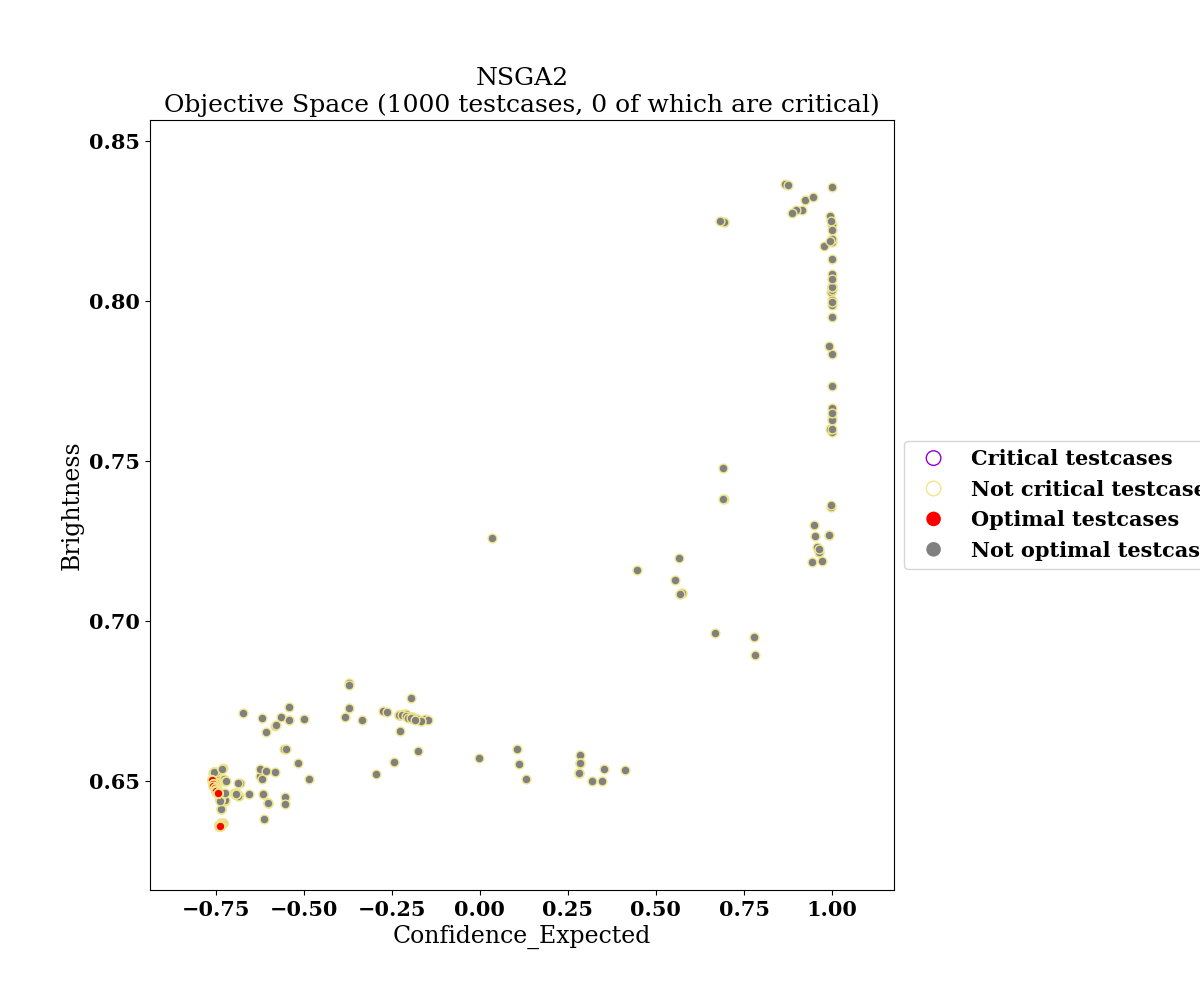 NSGA2
Objective Space (1000 testcases, 0 of which are critical)
0.85
0.80
0.75
0.70
0.65
Brightness
−0.75 −0.50 −0.25 0.00 0.25 0.50 0.75 1.00
Confidence_Expected
Critical testcases
Not critical testcase
Optimal testcases
Not optimal testcas